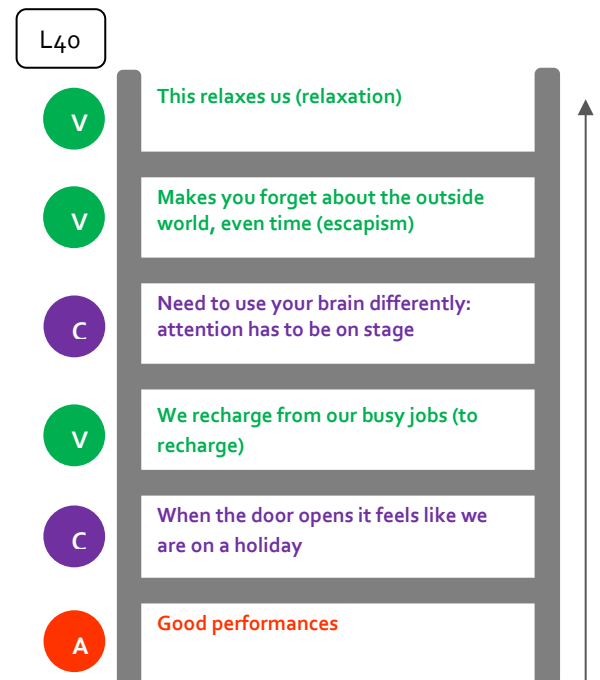 L40
V
This relaxes us (relaxation)
V
Makes you forget about the outside
world, even time (escapism)
C
Need to use your brain differently:
attention has to be on stage
V
We recharge from our busy jobs (to
recharge)
C
When the door opens it feels like we
are on a holiday
A
Good performances